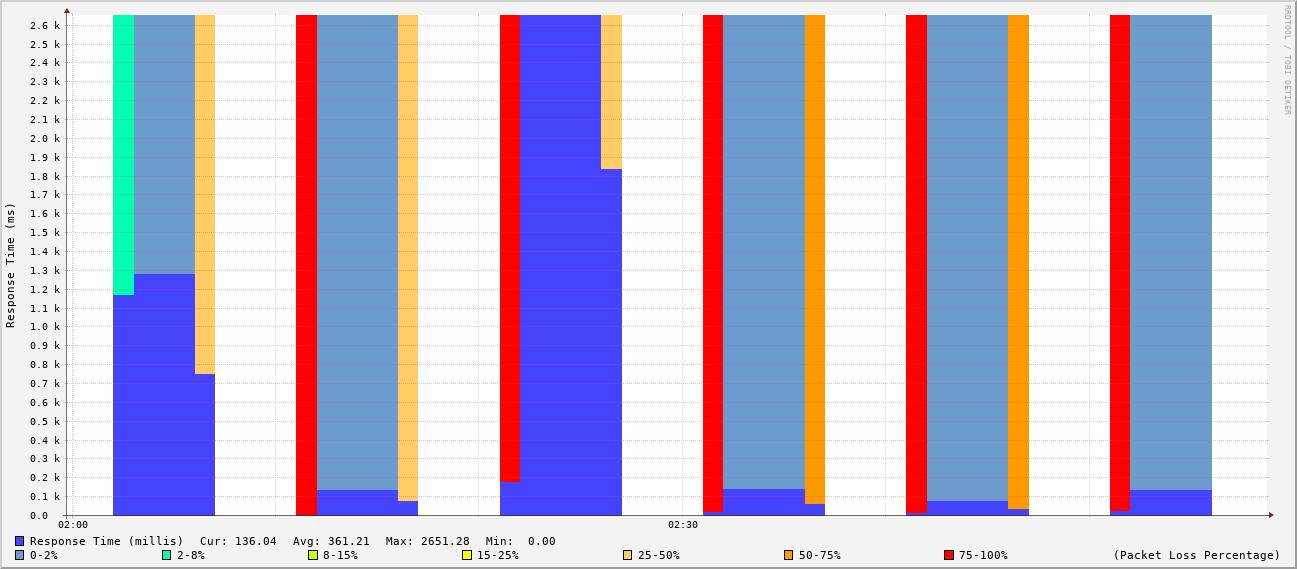 RRDTOOL / TOBI OETIKER
Response Time (ms)
2.6 k
2.5 k
2.4 k
2.3 k
2.2 k
2.1 k
2.0 k
1.9 k
1.8 k
1.7 k
1.6 k
1.5 k
1.4 k
1.3 k
1.2 k
1.1 k
1.0 k
0.9 k
0.8 k
0.7 k
0.6 k
0.5 k
0.4 k
0.3 k
0.2 k
0.1 k
0.0
02:00 02:30
Response Time (millis) Cur: 136.04 Avg: 361.21 Max: 2651.28 Min: 0.00
0-2% 2-8% 8-15% 15-25% 25-50% 50-75% 75-100% (Packet Loss Percentage)